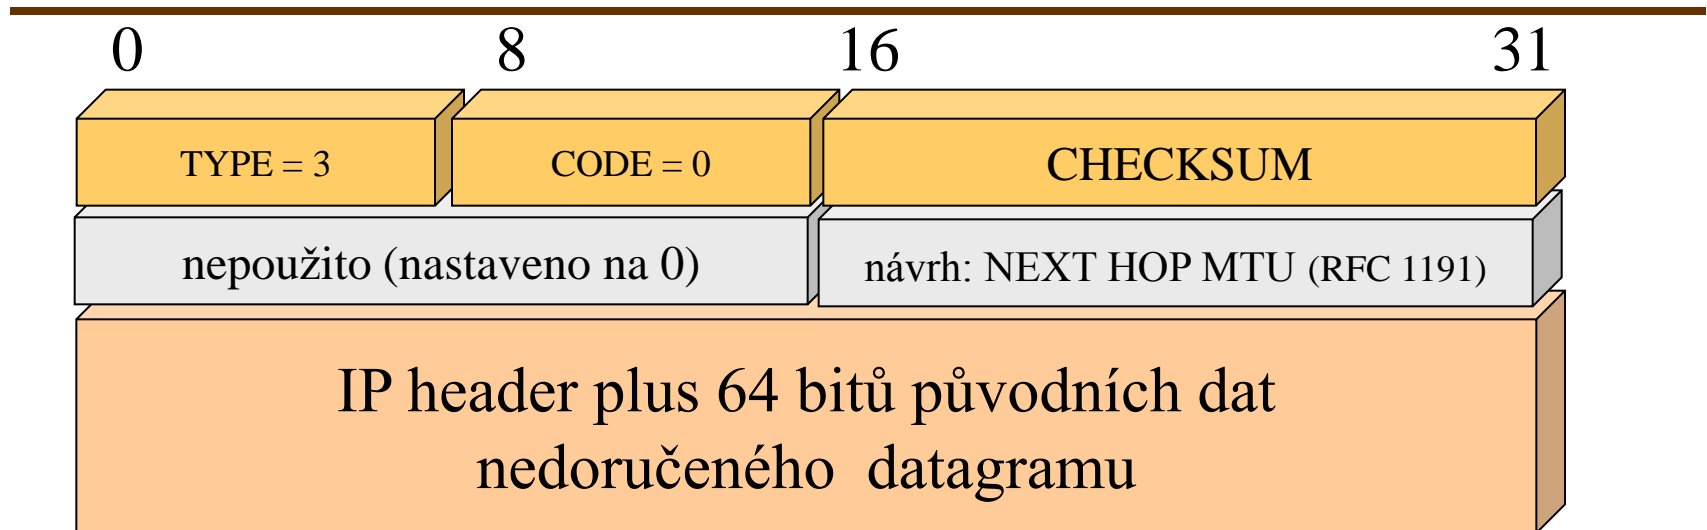 0 8 16 31
TYPE = 3 CODE = 0 CHECKSUM
nepoužito (nastaveno na 0) návrh: NEXT HOP MTU (RFC 1191)
IP header plus 64 bitů původních dat
nedoručeného datagramu